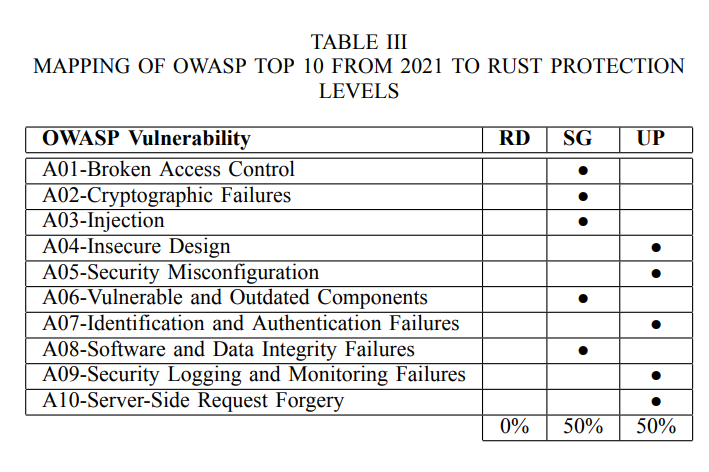 TABLE III
MAPPING OF OWASP TOP 10 FROM 2021 TO RUST PROTECTION
LEVELS
OWASP Vulnerability RD SG UP
A01-Broken Access Control ●
A02-Cryptographic Failures ●
A03-Injection ●
A04-Insecure Design ●
A05-Security Misconfiguration ●
A06-Vulnerable and Outdated Components ●
A07-Identification and Authentication Failures ●
A08-Software and Data Integrity Failures ●
A09-Security Logging and Monitoring Failures ●
A10-Server-Side Request Forgery ●
0% 50% 50%